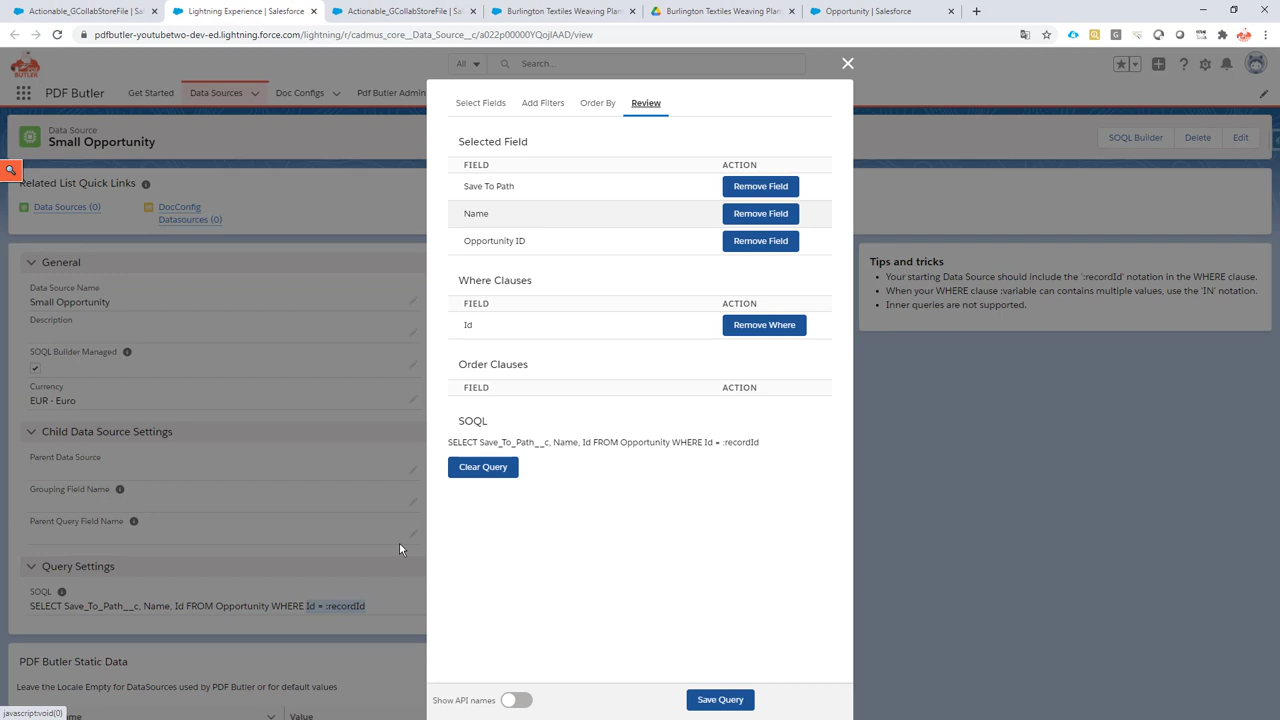 Actionable_GCollabStoreFile | Sal
Lightning Experience | Salesforce
Actionable_GCollabStoreFile | Sal
Burlington Textiles Weaving Plan
Burlington Textiles Weaving Plan
Opportunity | Salesforce
pdfbutler-youtubetwo-dev-ed.lightning.force.com/lightning/r/cadmus_core__Data_Source__c/a022p00000YQojIAAD/view
BUTLER
All
Search...
PDF Butler
Get Started
Data Sources
Doc Configs
PDF Butler Admin
Data Source
Small Opportunity
SOQL Builder
Delete
Edit
Related List Quick Links
Data Sources (0)
DocConfig
Datasources (0)
General
Data Source Name
Small Opportunity
Description
SOQL Builder Managed
Currency
EUR - Euro
Child Data Source Settings
Parent Data Source
Grouping Field Name
Parent Query Field Name
Query Settings
SOQL
SELECT Save_To_Path__c, Name, Id FROM Opportunity WHERE Id = :recordId
PDF Butler Static Data
Leave the Locale Empty for DataSources used by PDF Butler or for default values
Value
javascript:void(0)
Select Fields
Add Filters
Order By
Review
Selected Field
FIELD
ACTION
Save To Path
Remove Field
Name
Remove Field
Opportunity ID
Remove Field
Where Clauses
FIELD
ACTION
Id
Remove Where
Order Clauses
FIELD
ACTION
SOQL
SELECT Save_To_Path__c, Name, Id FROM Opportunity WHERE Id = :recordId
Clear Query
Show API names
Save Query
Tips and tricks
Your starting Data Source should include the ':recordId' notation in the WHERE clause.
When your WHERE clause :variable can contains multiple values, use the 'IN' notation.
Inner queries are not supported.